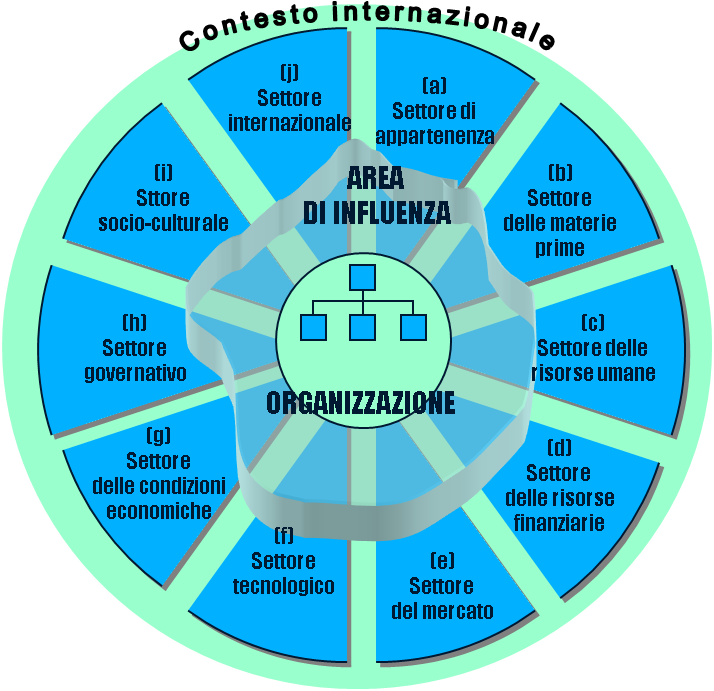 Contesto internazionale
(j)
Settore
internazionale
(a)
Settore di
appartenenza
(i)
Sttore
socio-culturale
AREA
DI INFLUENZA
(b)
Settore
delle materie
prime
(h)
Settore
governativo
(c)
Settore delle
risorse umane
ORGANIZZAZIONE
(g)
Settore
delle condizioni
economiche
(d)
Settore
delle risorse
finanziarie
(f)
Settore
tecnologico
(e)
Settore
del mercato